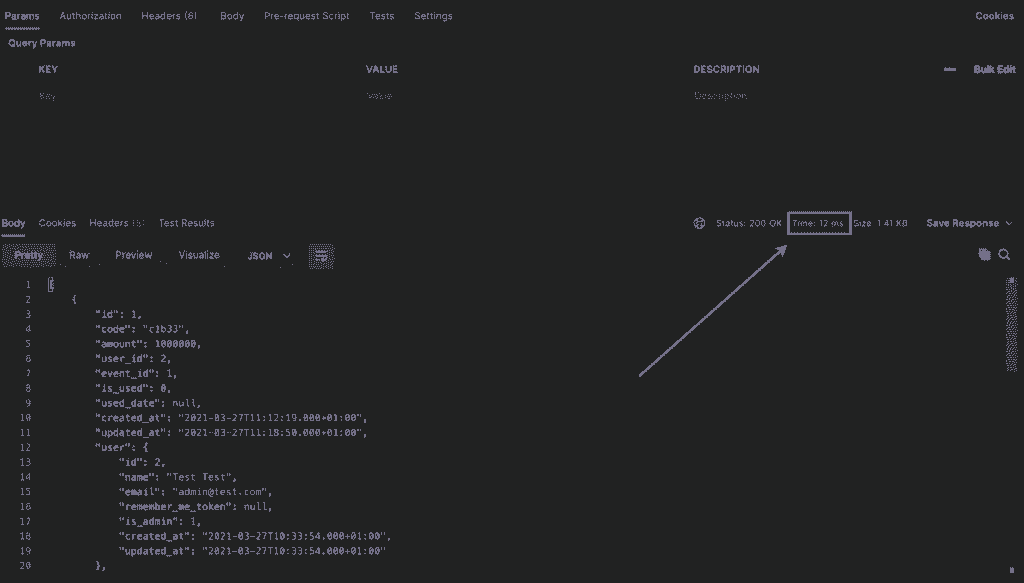 Params Authorization Headers (6) Body Pre-request Script Tests Settings Cookies
Query Params
KEY VALUE DESCRIPTION Bulk Edit
Key Value Description
Body Cookies Headers Test Results Status: 200 OK Time: 12 ms Size 1.41 KB Save Response
Pretty Raw Preview Visualize JSON
1 [
2 {
3 "id": 1,
4 "code": "c1b33",
5 "amount": 1000000,
6 "user_id": 2,
7 "event_id": 1,
8 "is_used": 0,
9 "used_date": null,
10 "created_at": "2021-03-27T11:12:19.000+01:00",
11 "updated_at": "2021-03-27T11:18:50.000+01:00",
12 "user": {
13 "id": 2,
14 "name": "Test Test",
15 "email": "admin@test.com",
16 "remember_me_token": null,
17 "is_admin": 1,
18 "created_at": "2021-03-27T10:33:54.000+01:00",
19 "updated_at": "2021-03-27T10:33:54.000+01:00"
20 },